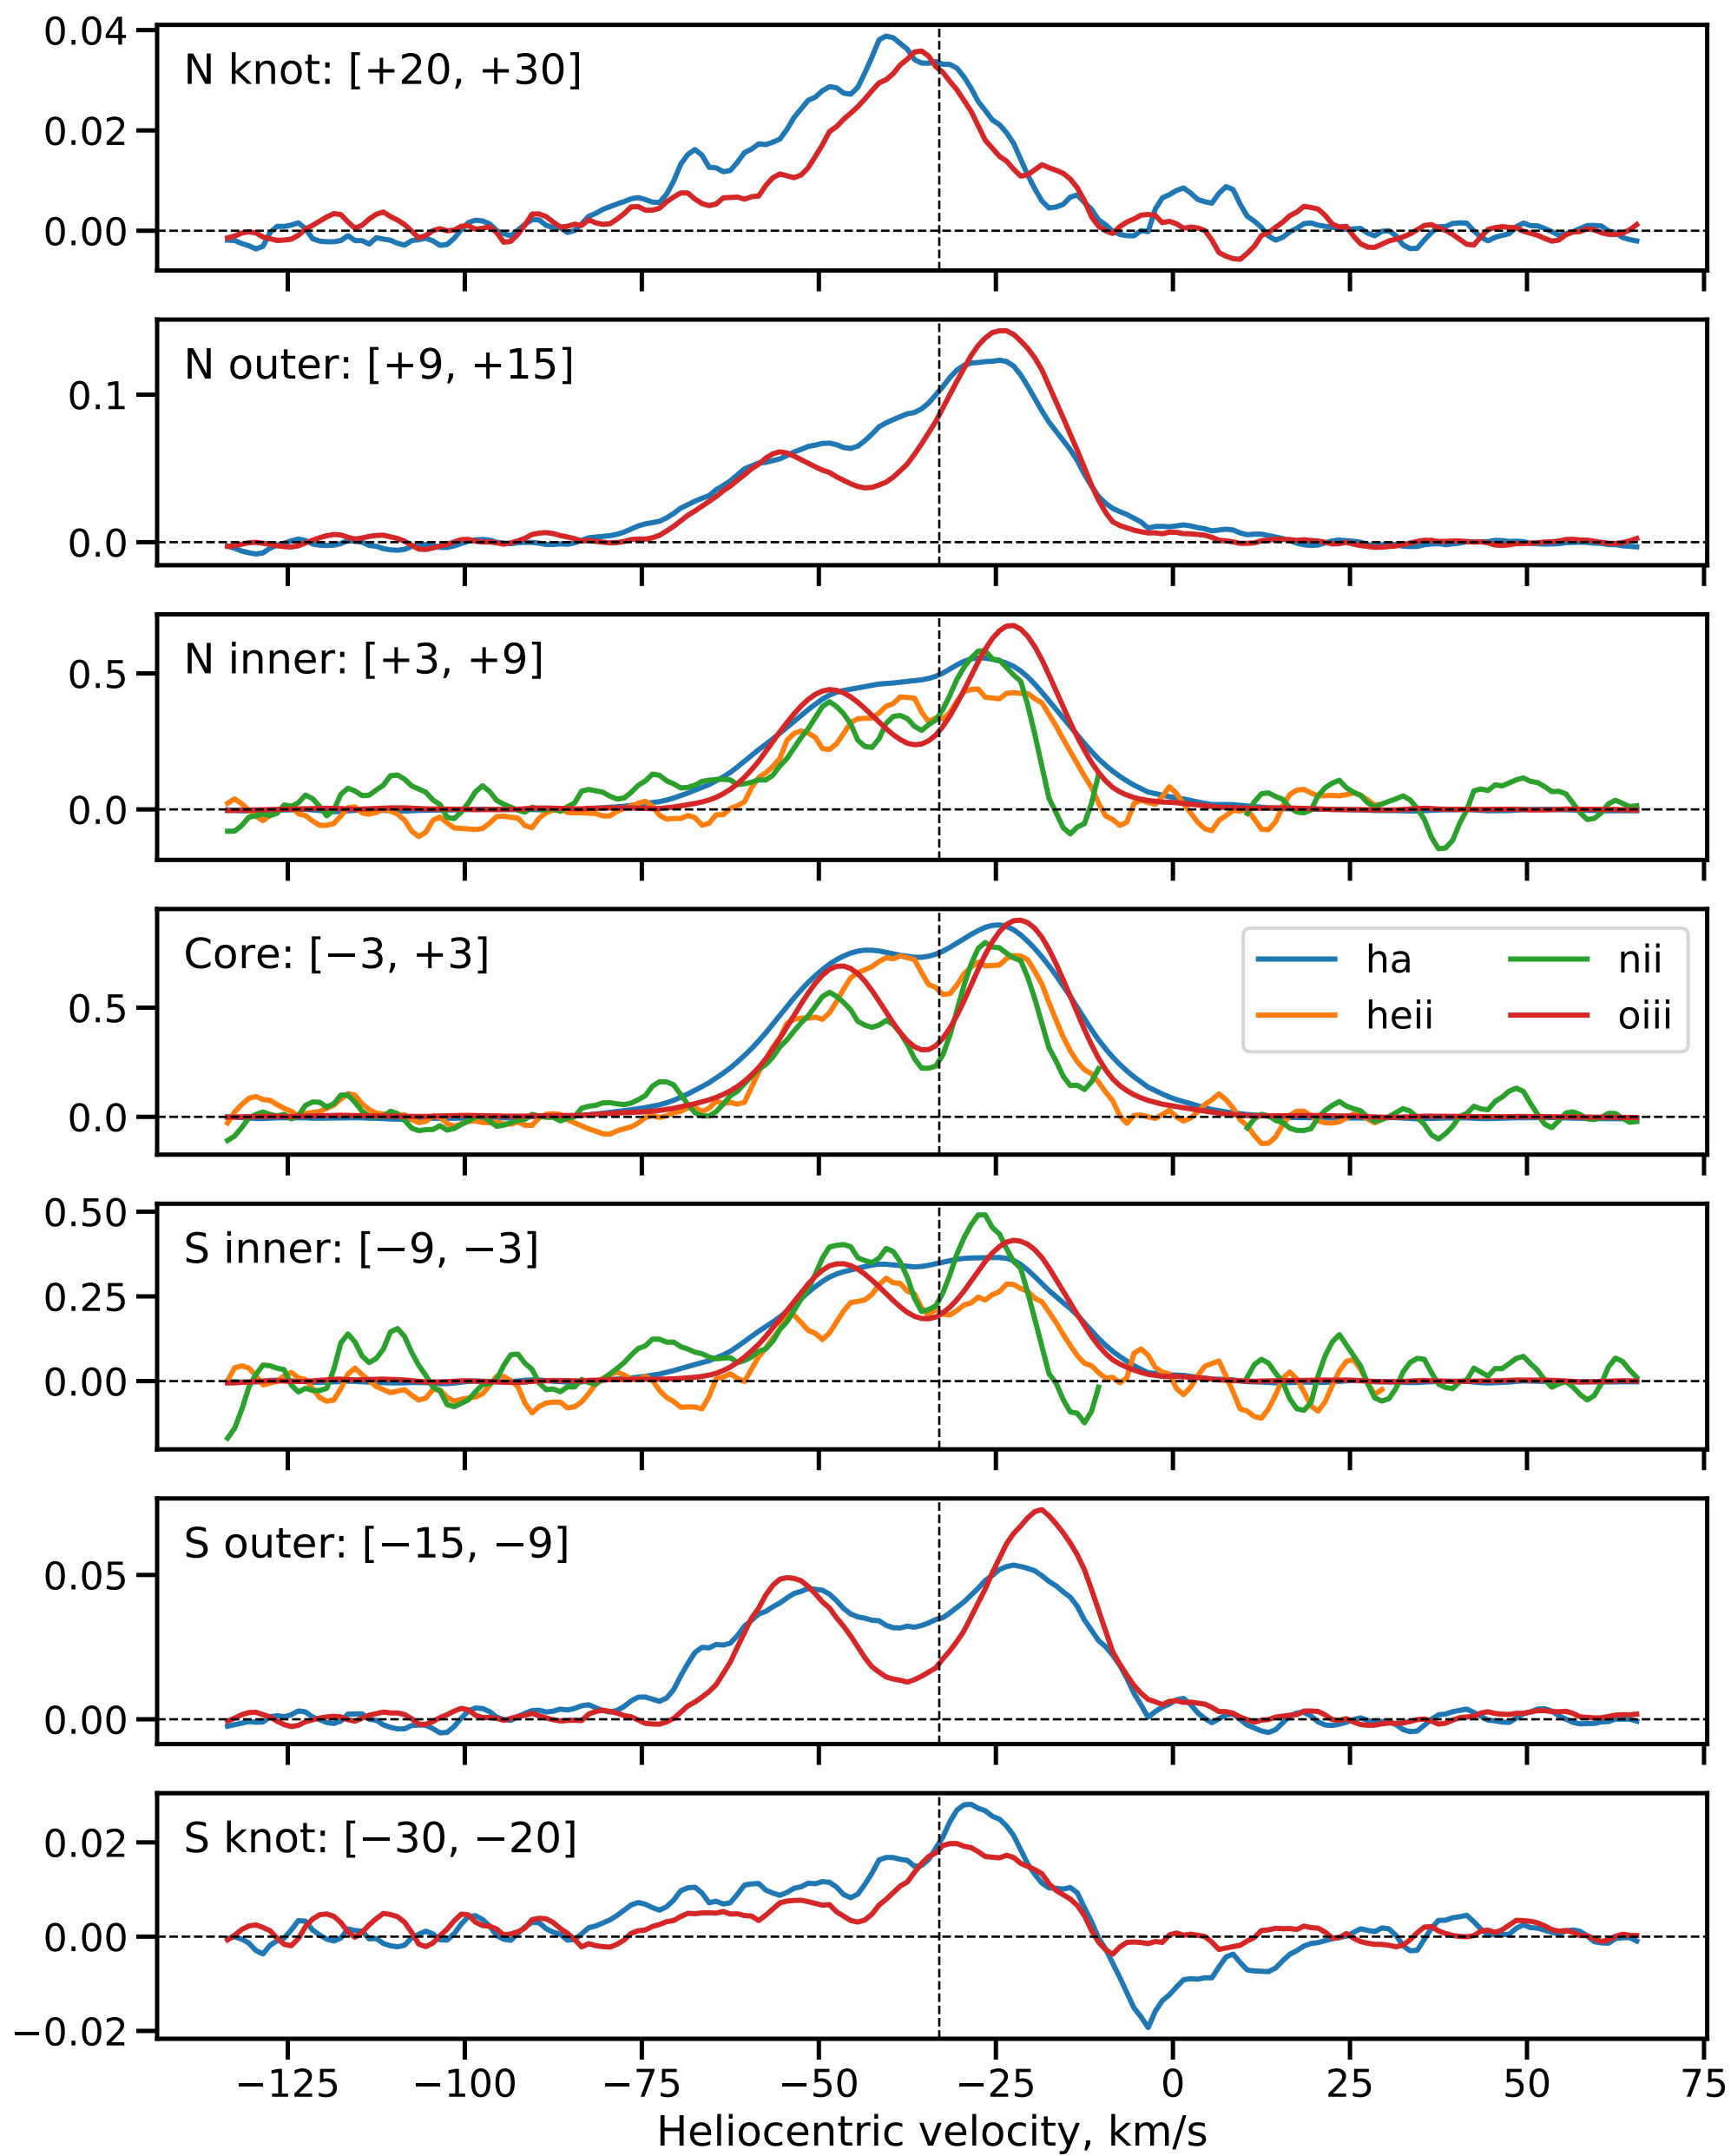 0.04
N knot: [+20, +30]
0.02
0.00
N outer: [+9, +15]
0.1
0.0
N inner: [+3, +9]
0.5
0.0
Core: [−3, +3]
ha
nii
heii
oiii
0.5
0.0
0.50
S inner: [−9, −3]
0.25
0.00
S outer: [−15, −9]
0.05
0.00
S knot: [−30, −20]
0.02
0.00
−0.02
−125 −100 −75 −50 −25 0 25 50 75
Heliocentric velocity, km/s